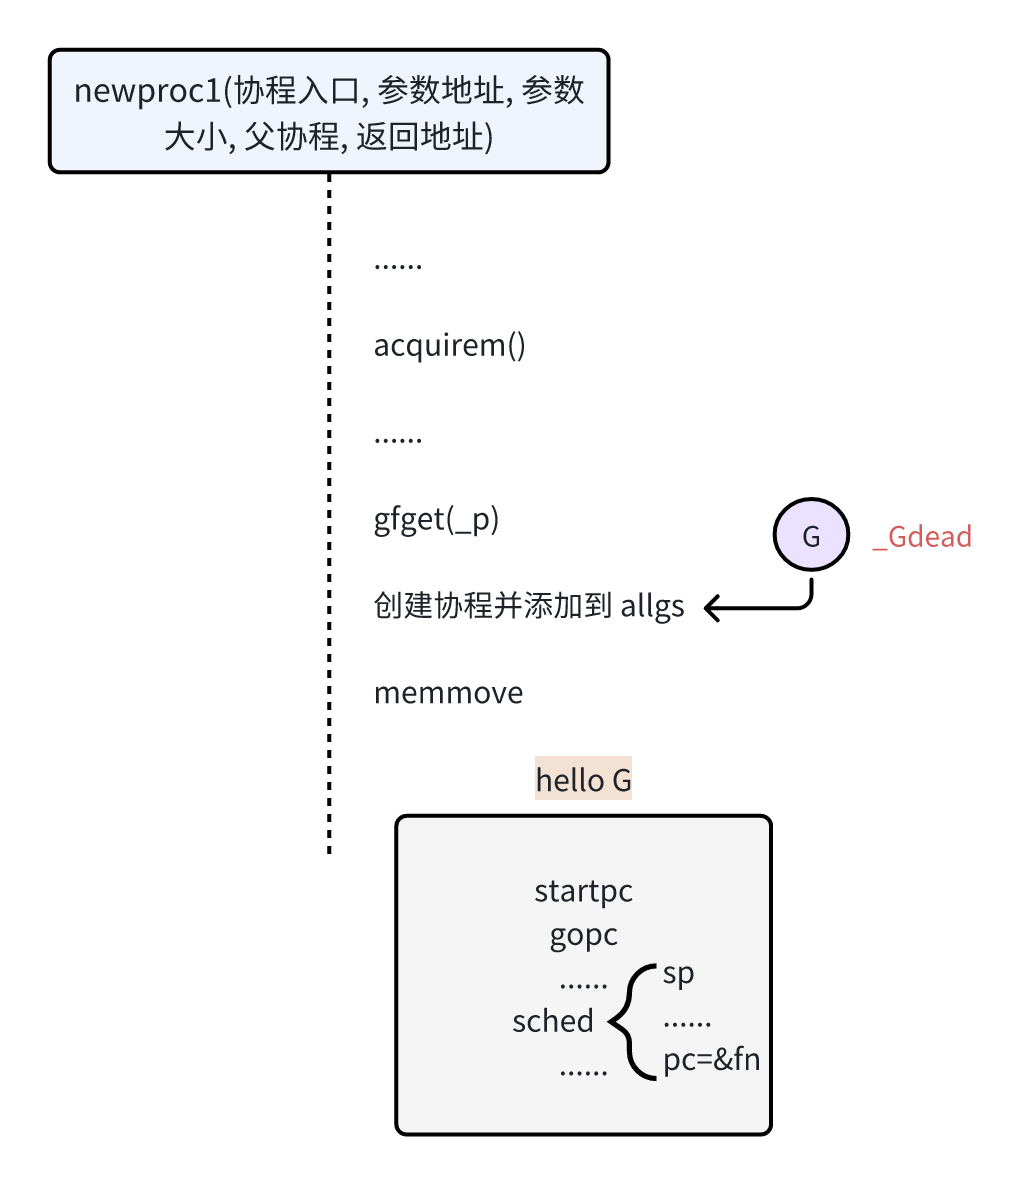 newproc1(协程入口, 参数地址, 参数
大小, 父协程, 返回地址)
......
acquirem()
......
gfget(_p)
G
_Gdead
创建协程并添加到 allgs
memmove
hello G
startpc
gopc
......
sched
......
sp
......
pc=&fn